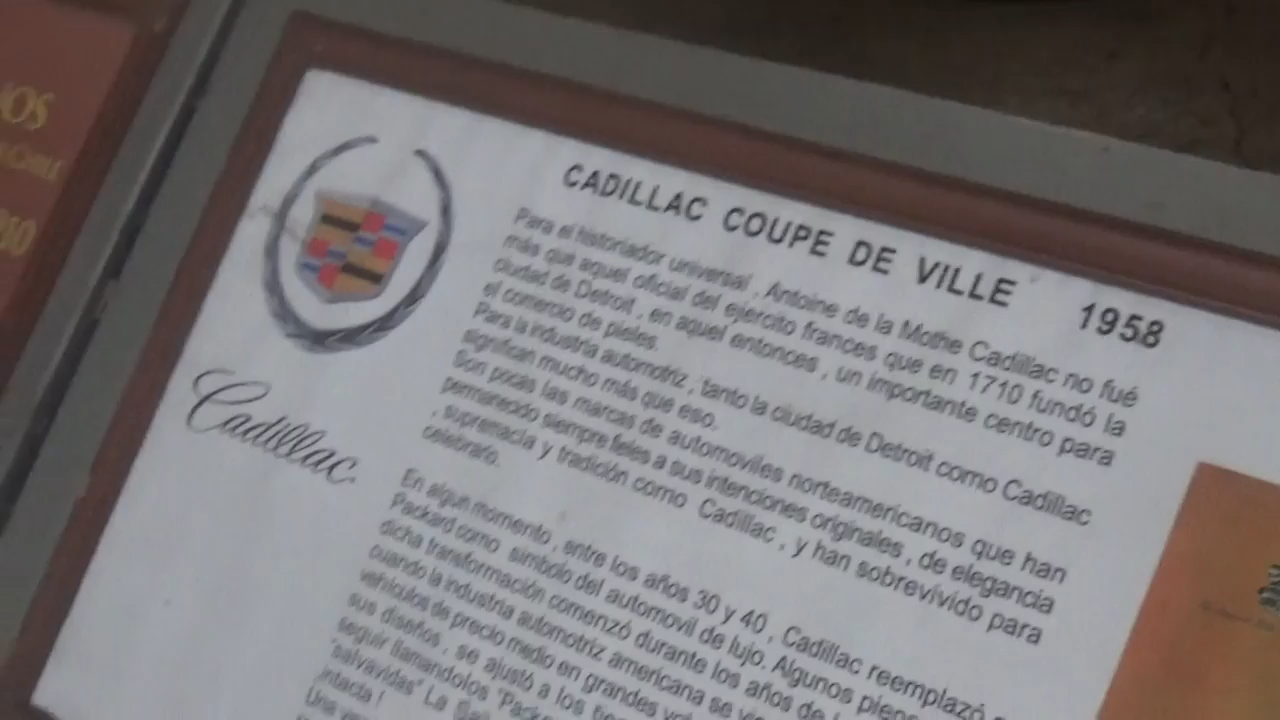 Cadillac
CADILLAC COUPE DE VILLE 1958
Para el historiador universal , Antoine de la Mothe Cadillac no fué
más que aquel oficial del ejercito frances que en 1710 fundó la
ciudad de Detroit , en aquel entonces , un importante centro para
el comercio de pieles.
Para la industria automotriz , tanto la ciudad de Detroit como Cadillac
significan mucho más que eso.
Son pocas las marcas de automoviles norteamericanos que han
permanecido siempre fieles a sus intenciones originales , de elegancia
, supremacia y tradición como Cadillac , y han sobrevivido para
celebrarlo.
En algun momento , entre los años 30 y 40 , Cadillac reemplazó
Packard como simbolo del automovil de lujo. Algunos
dicha transformación comenzó durante los años de
cuando la industria automotriz americana se
vehiculos de precio medio en grandes
sus diseños , se ajustó a los
seguir llamandolos
"salvavidas" La
intacta !
Una